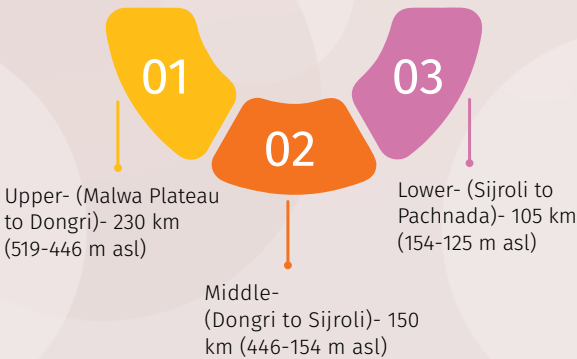 01
Upper- (Malwa Plateau
to Dongri)- 230 km
(519-446 m asl)
02
Middle-
(Dongri to Sijroli)- 150
km (446-154 m asl)
03
Lower- (Sijroli to
Pachnada)- 105 km
(154-125 m asl)